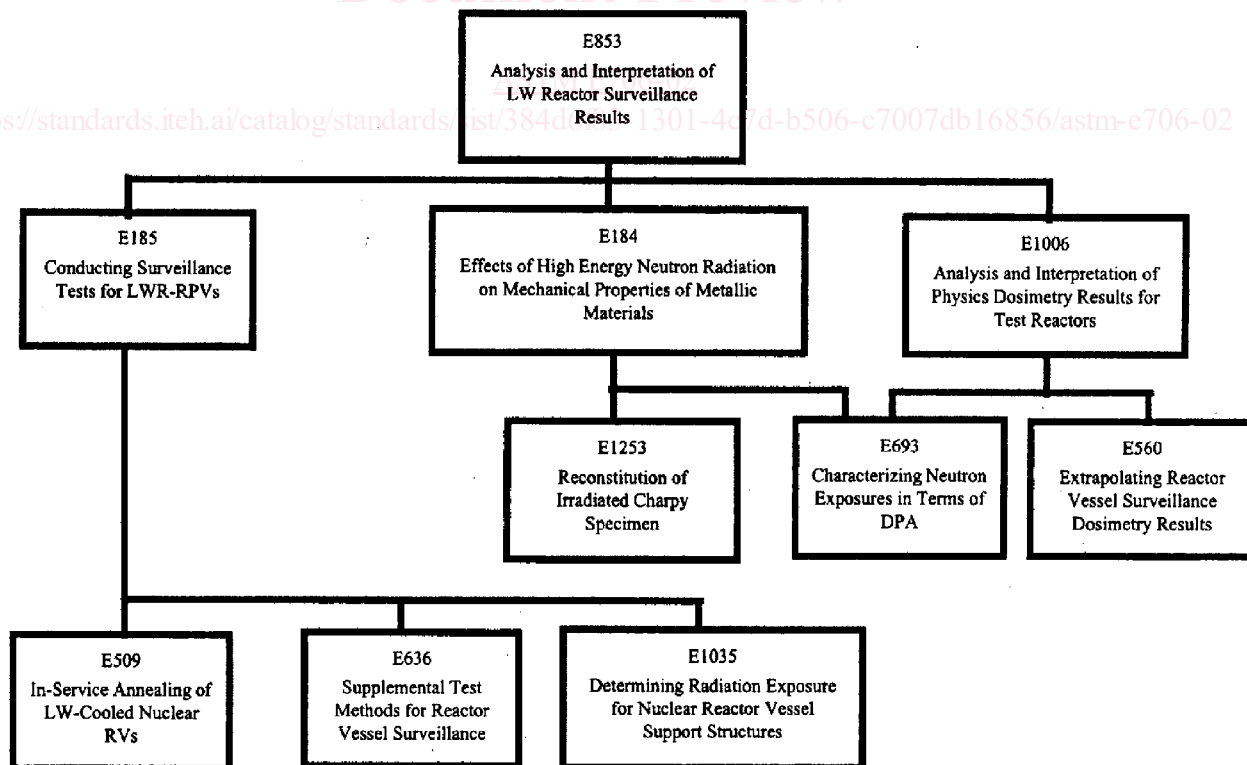 Document Preview
E853
Analysis and Interpretation of
LW Reactor Surveillance
Results
E185
Conducting Surveillance
Tests for LWR-RPVs
E184
Effects of High Energy Neutron Radiation
on Mechanical Properties of Metallic
Materials
E1006
Analysis and Interpretation of
Physics Dosimetry Results for
Test Reactors
E1253
Reconstitution of
Irradiated Charpy
Specimen
E693
Characterizing Neutron
Exposures in Terms of
DPA
E560
Extrapolating Reactor
Vessel Surveillance
Dosimetry Results
E509
In-Service Annealing of
LW-Cooled Nuclear
RVs
E636
Supplemental Test
Methods for Reactor
Vessel Surveillance
E1035
Determining Radiation Exposure
for Nuclear Reactor Vessel
Support Structures